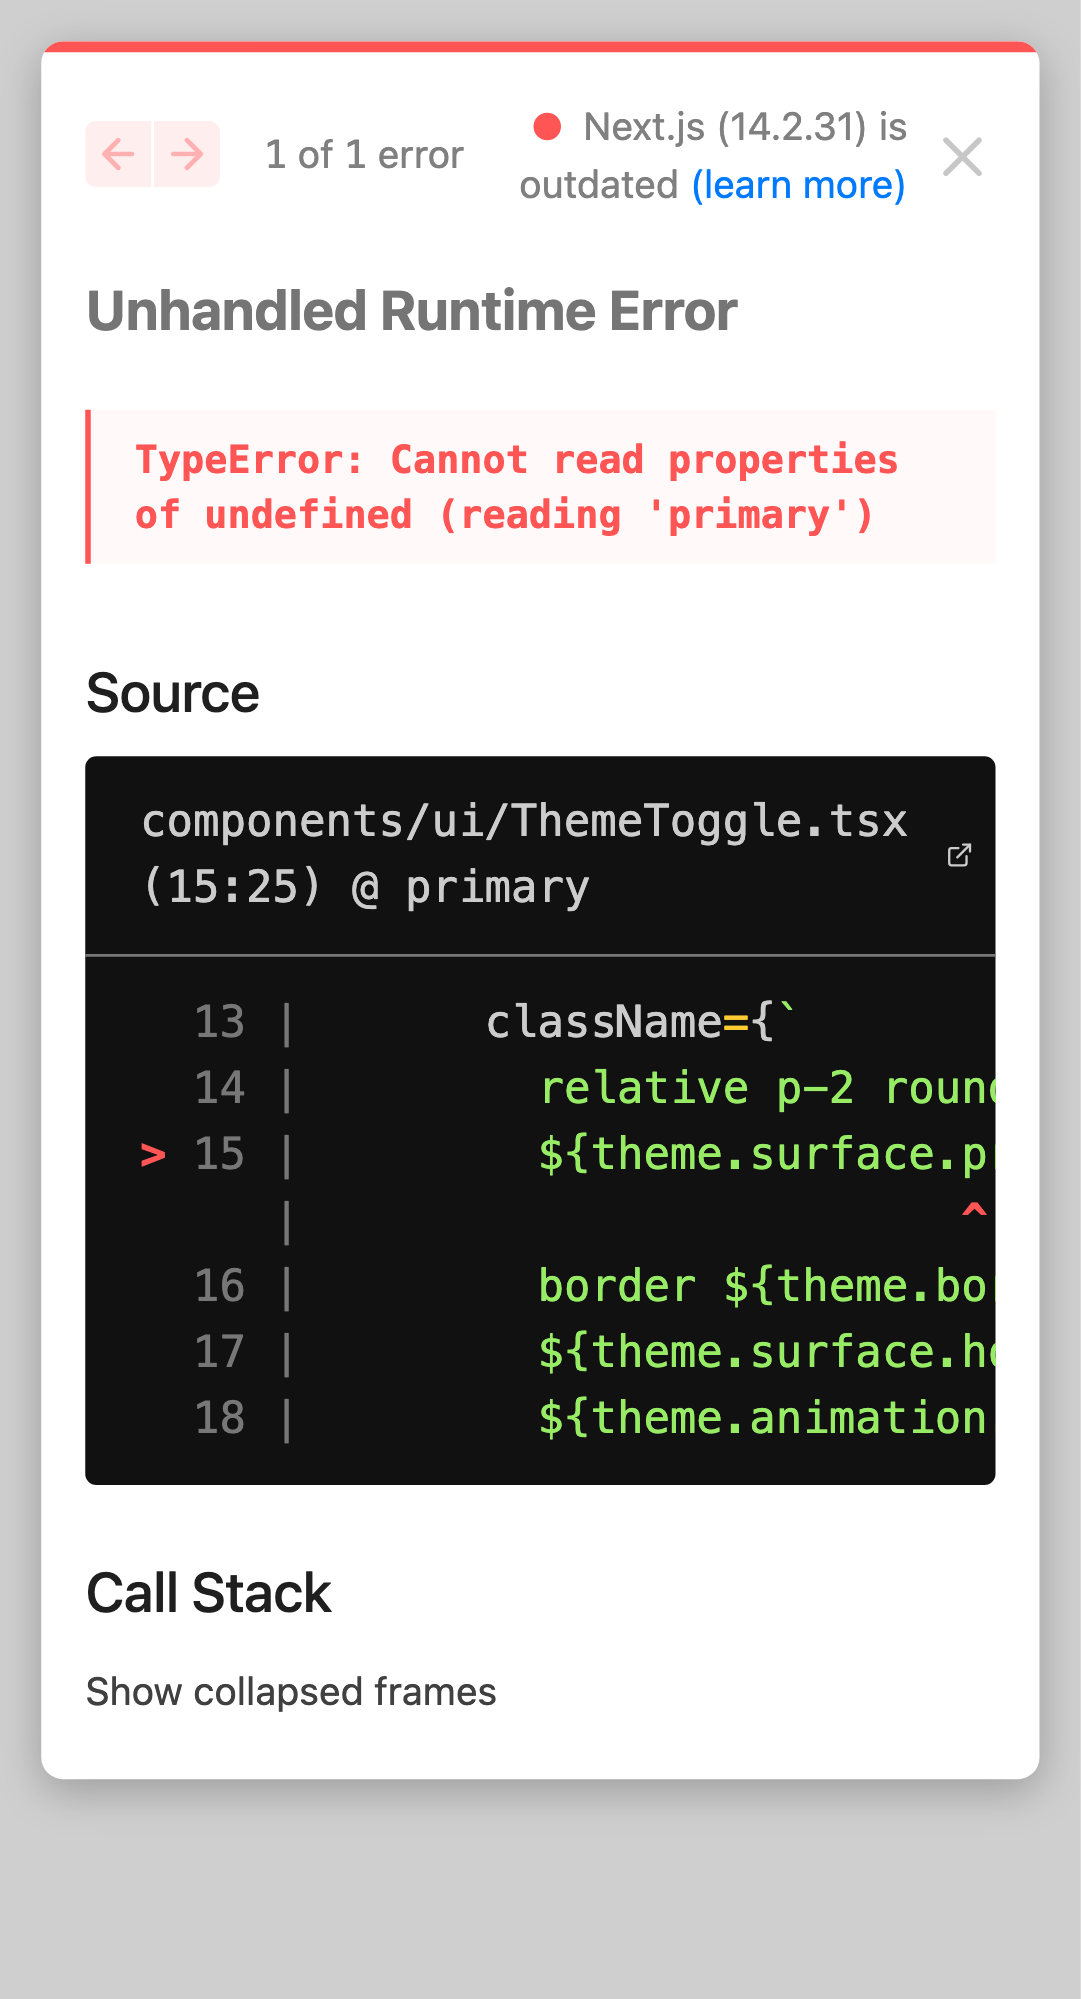 1 of 1 error
Next.js (14.2.31) is
outdated (learn more)
Unhandled Runtime Error
TypeError: Cannot read properties
of undefined (reading 'primary')
Source
components/ui/ThemeToggle.tsx
(15:25) @ primary
13 | className={`
14 | relative p-2
> 15 | ${theme.surface.
| ^
16 | border ${theme.
17 | ${theme.surface.
18 | ${theme.animation
Call Stack
Show collapsed frames